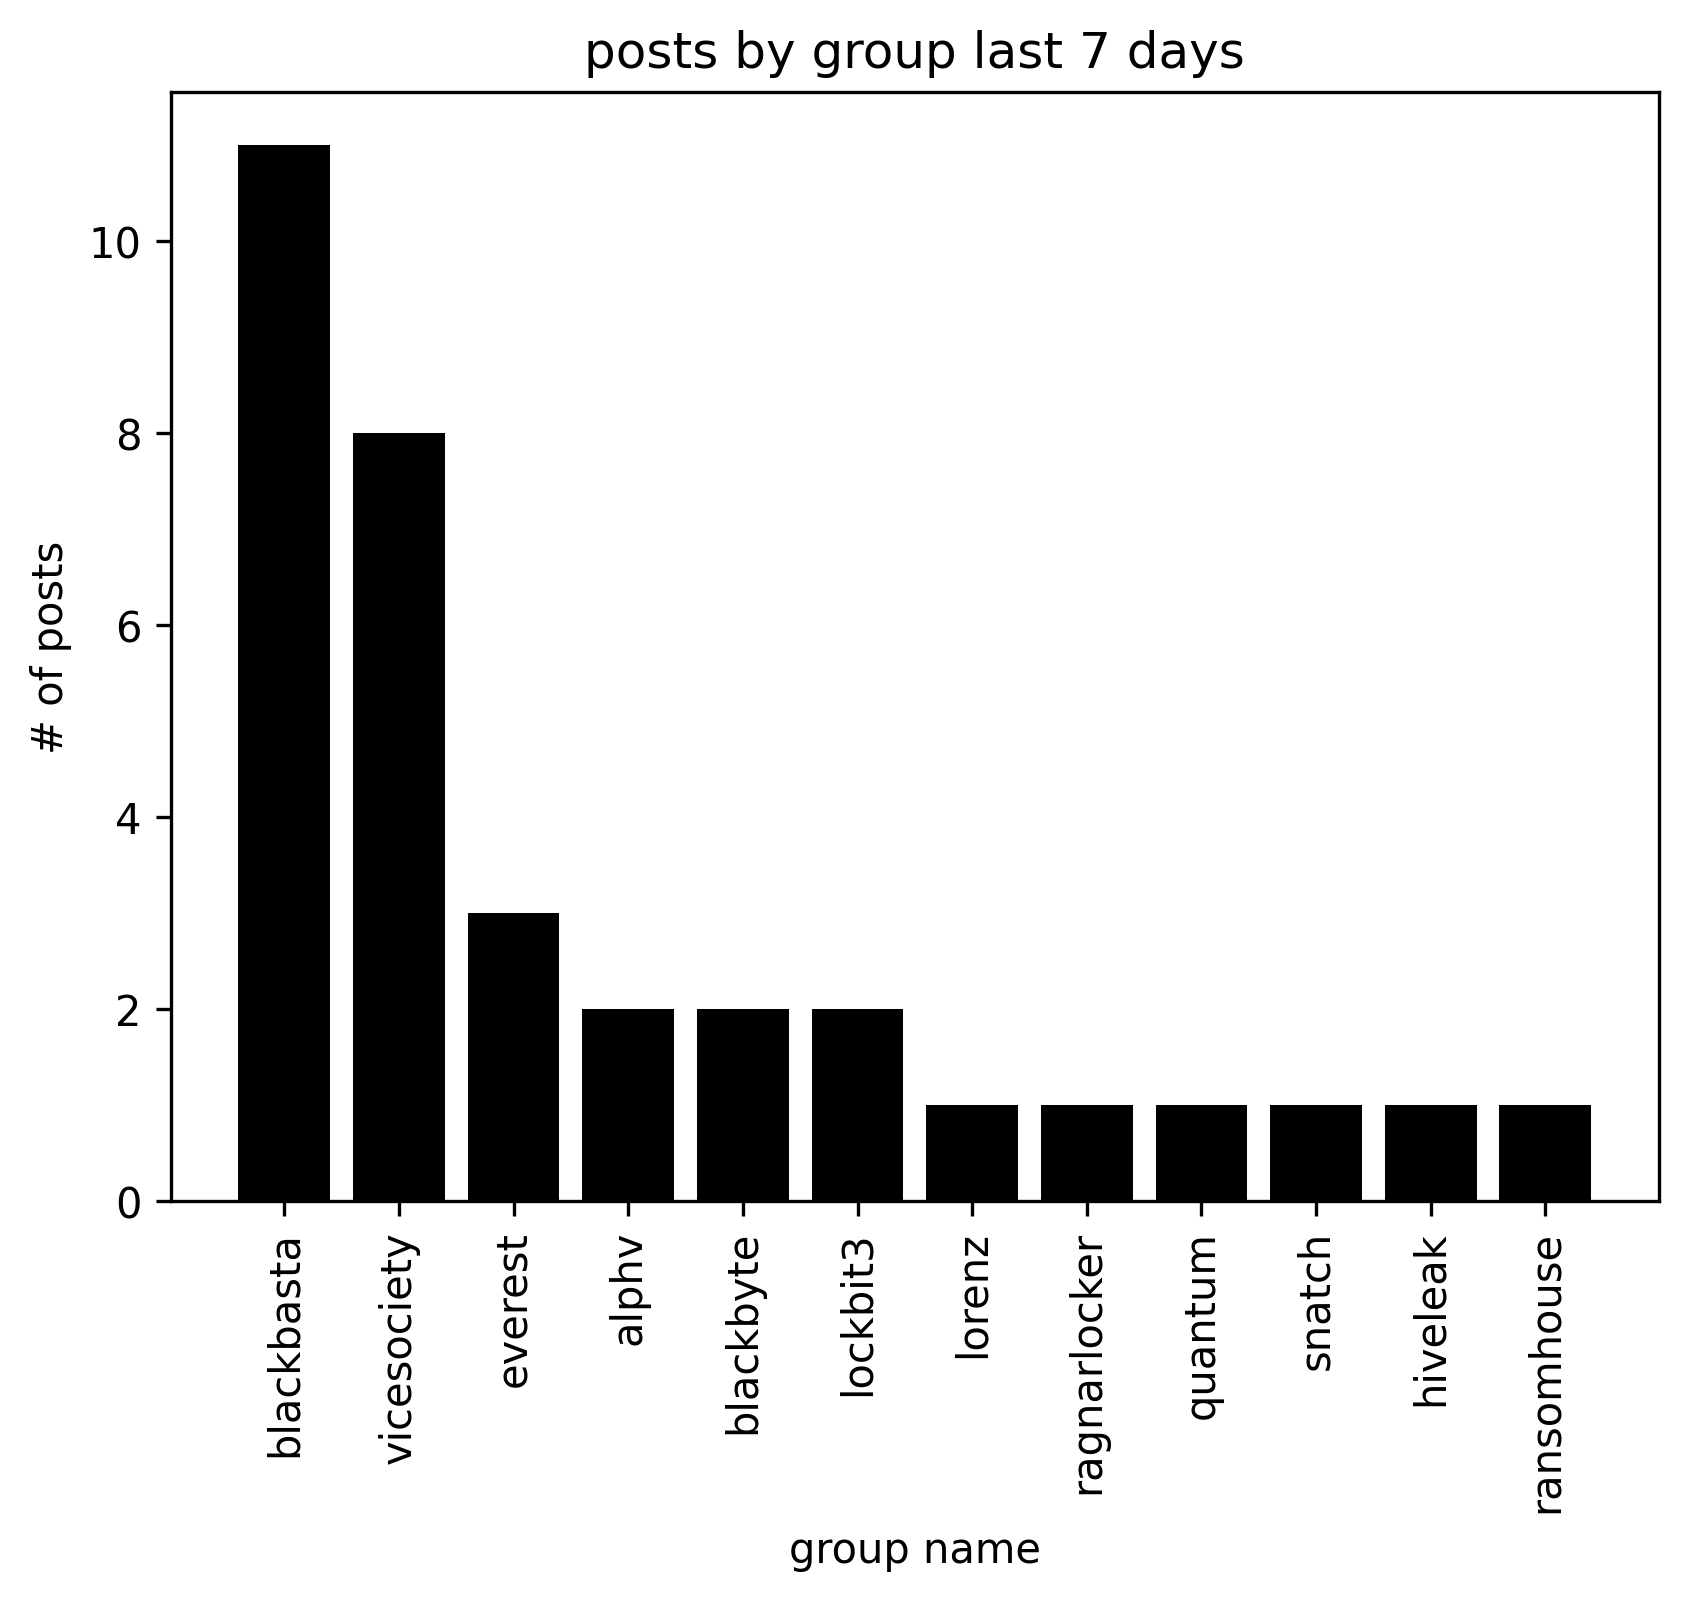 posts by group last 7 days
# of posts
10
8
6
4
2
0
blackbasta
vicesociety
everest
alphv
blackbyte
lockbit3
lorenz
ragnarlocker
quantum
snatch
hiveleak
ransomhouse
group name